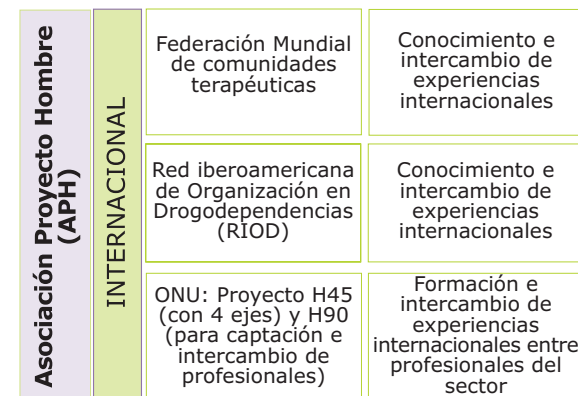 Asociación Proyecto Hombre
(APH)
INTERNACIONAL
Federación Mundial
de comunidades
terapéuticas
Conocimiento e
intercambio de
experiencias
internacionales
Red iberoamericana
de Organización en
Drogodependencias
(RIOD)
Conocimiento e
intercambio de
experiencias
internacionales
ONU: Proyecto H45
(con 4 ejes) y H90
(para captación e
intercambio de
profesionales)
Formación e
intercambio de
experiencias
internacionales entre
profesionales del
sector